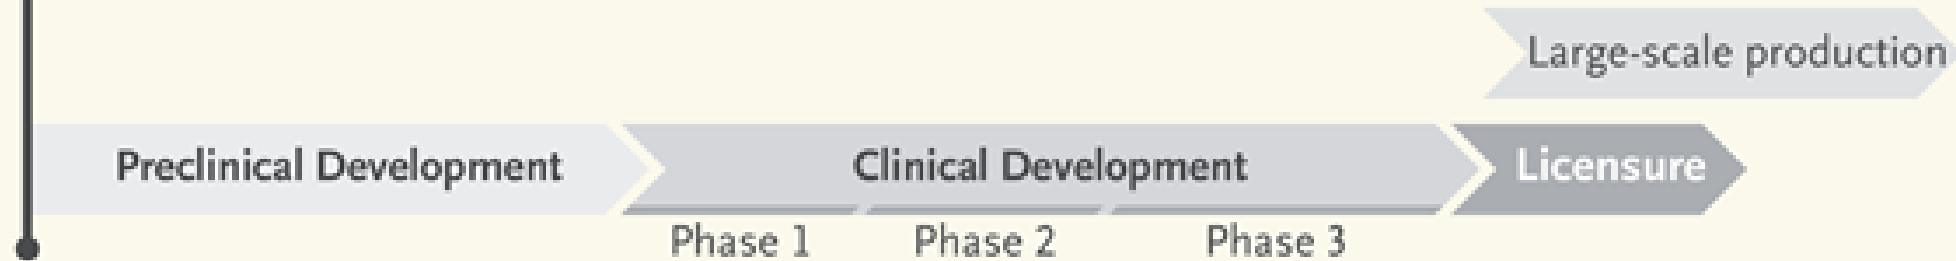 Large-scale production
Preclinical Development
Clinical Development
Licensure
Phase 1
Phase 2
Phase 3